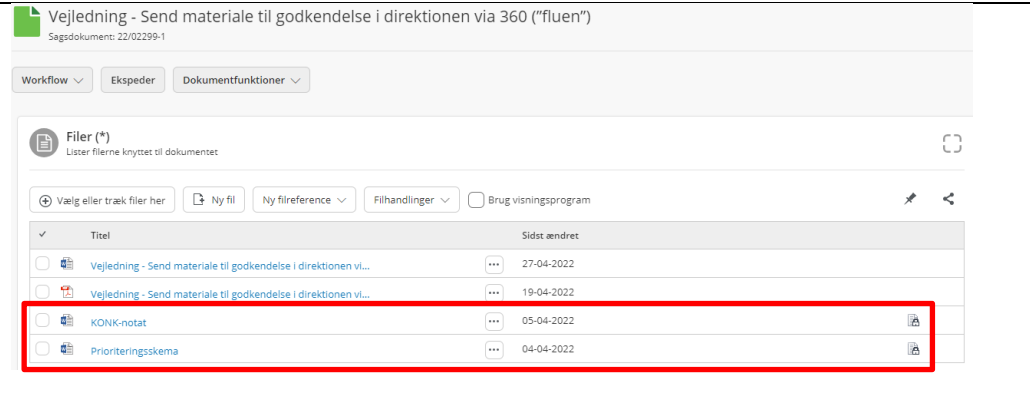 Vejledning - Send materiale til godkendelse i direktionen via 360 ("fluen")
Sagsdokument: 22/02299-1
Workflow Ekspeder Dokumentfunktioner
Filer (*)
Lister filerne knyttet til dokumentet
Vælg eller træk filer her Ny fil Ny filreference Filhandlinger Brug visningsprogram
Titel Sidst ændret
Vejledning - Send materiale til godkendelse i direktionen vi... 27-04-2022
Vejledning - Send materiale til godkendelse i direktionen vi... 19-04-2022
KONK-notat 05-04-2022
Prioriteringsskema 04-04-2022